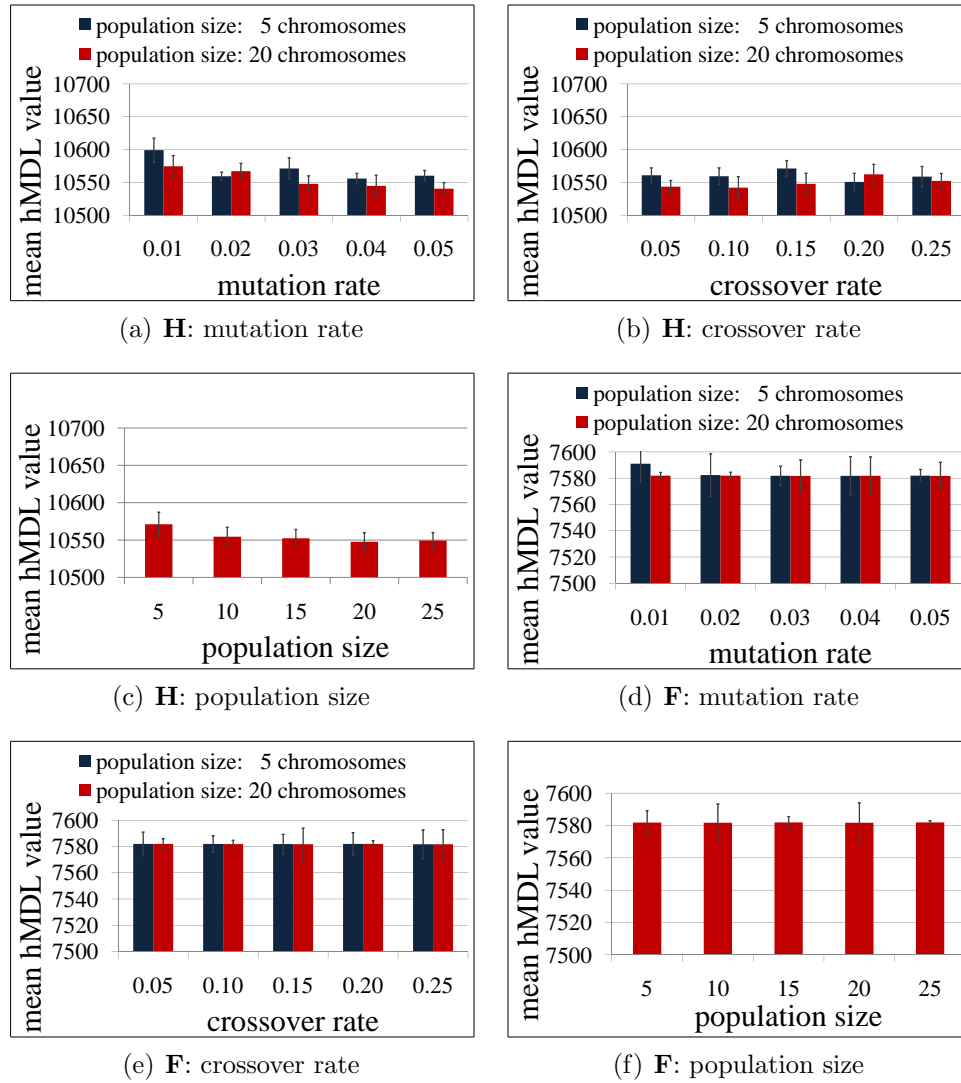 population size: 5 chromosomes
population size: 20 chromosomes
mean hMDL value
10700
10650
10600
10550
10500
0.01 0.02 0.03 0.04 0.05
mutation rate
(a) H: mutation rate
population size: 5 chromosomes
population size: 20 chromosomes
mean hMDL value
10700
10650
10600
10550
10500
0.05 0.10 0.15 0.20 0.25
crossover rate
(b) H: crossover rate
mean hMDL value
10700
10650
10600
10550
10500
5 10 15 20 25
population size
(c) H: population size
population size: 5 chromosomes
population size: 20 chromosomes
mean hMDL value
7600
7580
7560
7540
7520
7500
0.01 0.02 0.03 0.04 0.05
mutation rate
(d) F: mutation rate
population size: 5 chromosomes
population size: 20 chromosomes
mean hMDL value
7600
7580
7560
7540
7520
7500
0.05 0.10 0.15 0.20 0.25
crossover rate
(e) F: crossover rate
mean hMDL value
7600
7580
7560
7540
7520
7500
5 10 15 20 25
population size
(f) F: population size